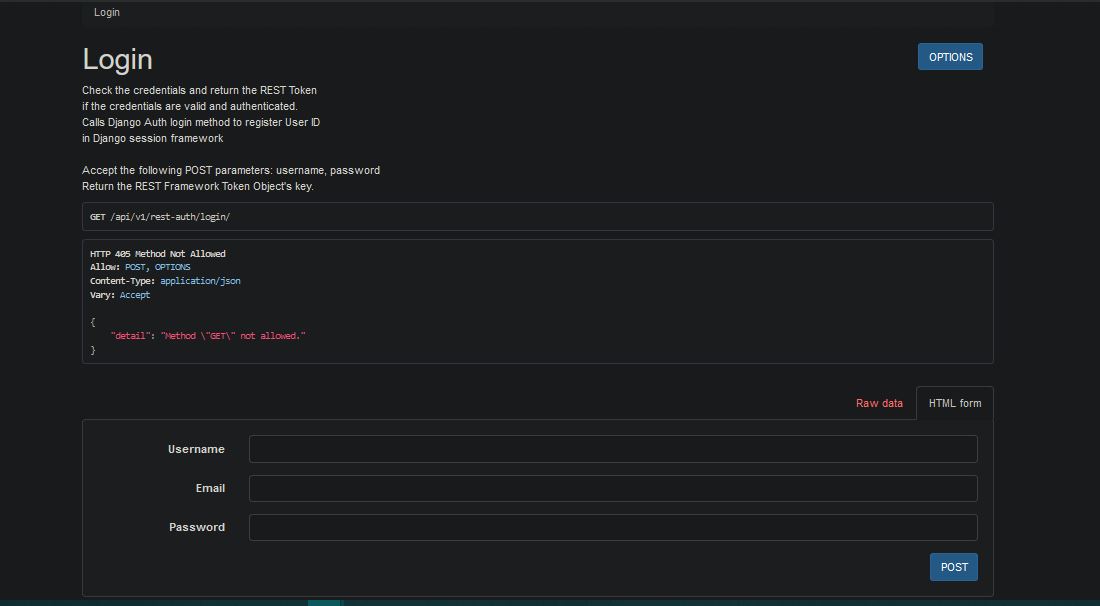 Login
Login
OPTIONS
Check the credentials and return the REST Token
if the credentials are valid and authenticated.
Calls Django Auth login method to register User ID
in Django session framework
Accept the following POST parameters: username, password
Return the REST Framework Token Object's key.
GET /api/v1/rest-auth/login/
HTTP 405 Method Not Allowed
Allow: POST, OPTIONS
Content-Type: application/json
Vary: Accept
{
    "detail": "Method \"GET\" not allowed."
}
Raw data
HTML form
Username
Email
Password
POST